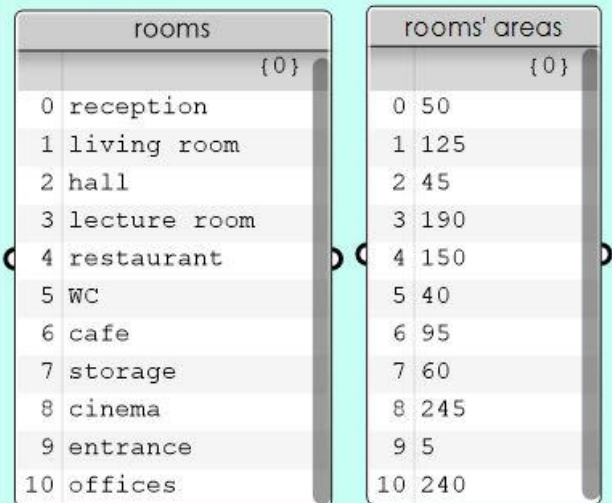 rooms
{0}
0 reception
1 living room
2 hall
3 lecture room
4 restaurant
5 WC
6 cafe
7 storage
8 cinema
9 entrance
10 offices
rooms' areas
{0}
0 50
1 125
2 45
3 190
4 150
5 40
6 95
7 60
8 245
9 5
10 240